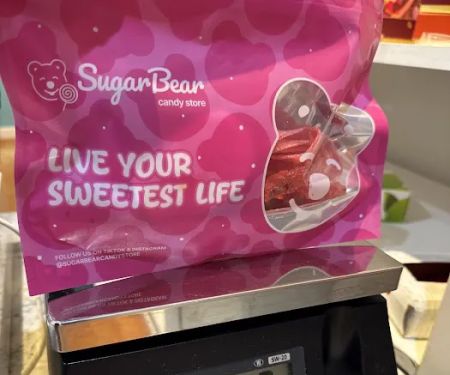 SugarBear
candy store
LIVE YOUR
SWEETEST LIFE
FOLLOW US ON TIKTOK & INSTAGRAM
@SUGARBEARCANDYSTORE
SW-20